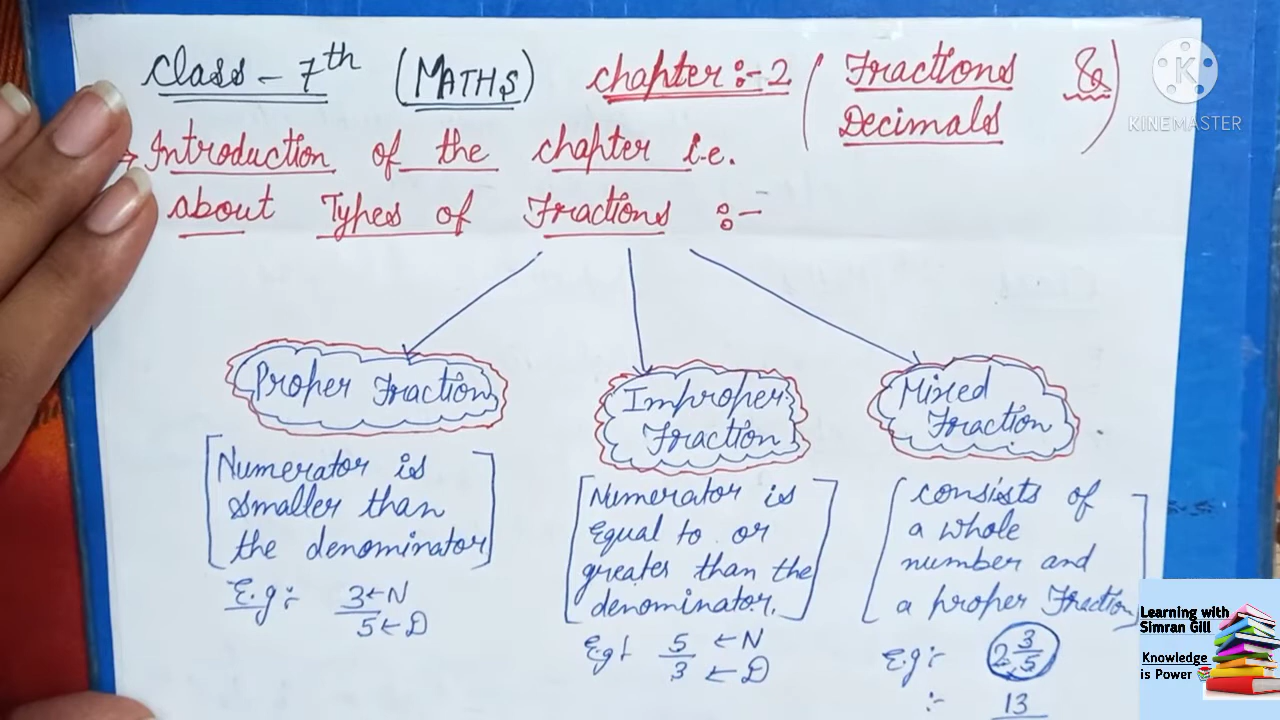 Class - 7th (MATHS) chapter :- 2 ( Fractions &
Decimals )
KINEMASTER
→ Introduction of the chapter i.e.
about Types of Fractions :-
Proper Fraction
Numerator is
smaller than
the denominator
E.g :- 3 ← N
5 ← D
Improper
Fraction
Numerator is
Equal to or
greater than the
denominator.
Eg :- 5 ← N
3 ← D
Mixed
Fraction
consists of
a whole
number and
a proper Fraction
E.g :- 2 3/5
:- 13
Learning with
Simran Gill
Knowledge
is Power